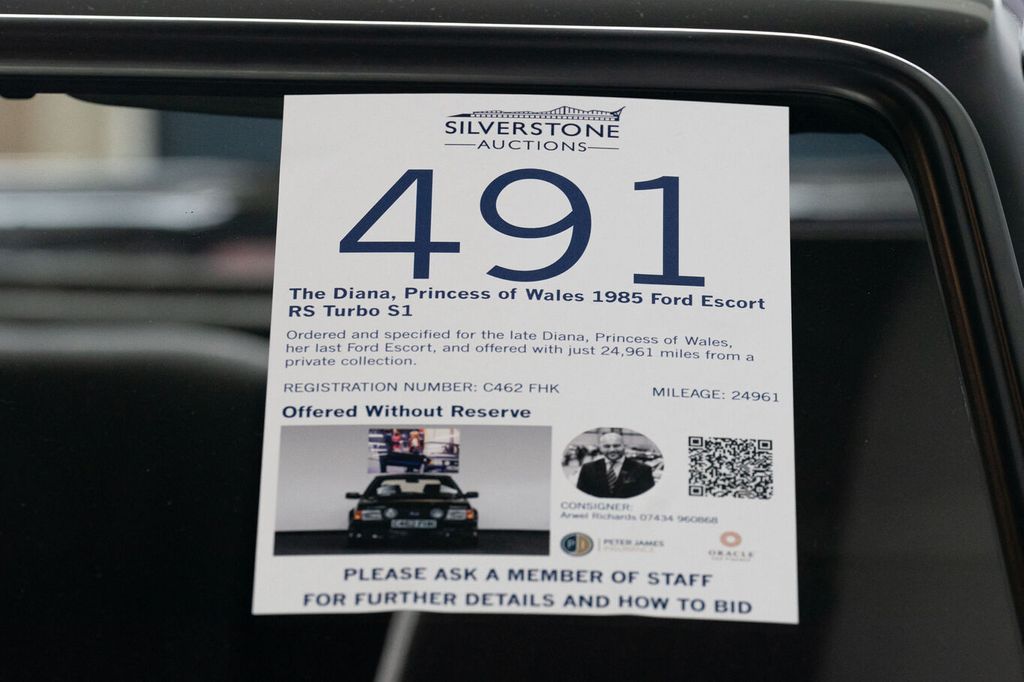 SILVERSTONE
AUCTIONS
491
The Diana, Princess of Wales 1985 Ford Escort
RS Turbo S1
Ordered and specified for the late Diana, Princess of Wales,
her last Ford Escort, and offered with just 24,961 miles from a
private collection.
REGISTRATION NUMBER: C462 FHK
MILEAGE: 24961
Offered Without Reserve
C462 FHK
CONSIGNER:
Arwel Richards 07434 960868
PETER JAMES
INSURANCE
ORACLE
PLEASE ASK A MEMBER OF STAFF
FOR FURTHER DETAILS AND HOW TO BID